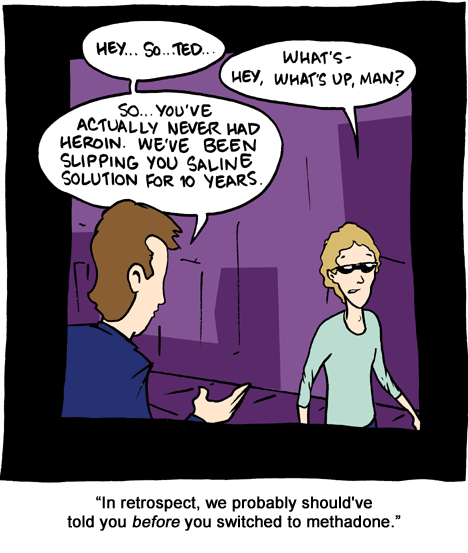 HEY... SO...TED...
WHAT'S-
HEY, WHAT'S UP, MAN?
SO...YOU'VE
ACTUALLY NEVER HAD
HEROIN. WE'VE BEEN
SLIPPING YOU SALINE
SOLUTION FOR 10 YEARS.
“In retrospect, we probably should've
told you before you switched to methadone.”